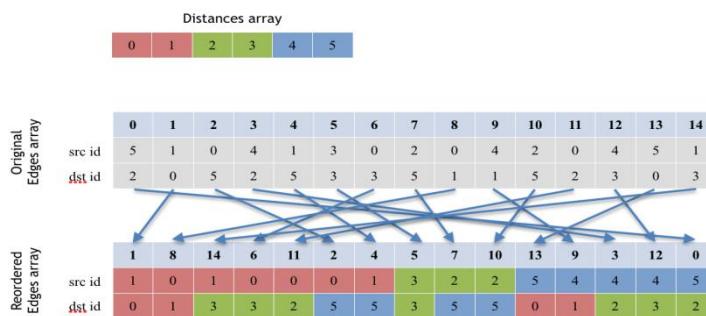 Distances array
0 1 2 3 4 5
Original Edges array
0 1 2 3 4 5 6 7 8 9 10 11 12 13 14
src id 5 1 0 4 1 3 0 2 0 4 2 0 4 5 1
dst id 2 0 5 2 5 3 3 5 1 1 5 2 3 0 3
Reordered Edges array
1 8 14 6 11 2 4 5 7 10 13 9 3 12 0
src id 1 0 1 0 0 0 1 3 2 2 5 4 4 4 5
dst id 0 1 3 3 2 5 5 3 5 5 0 1 2 3 2